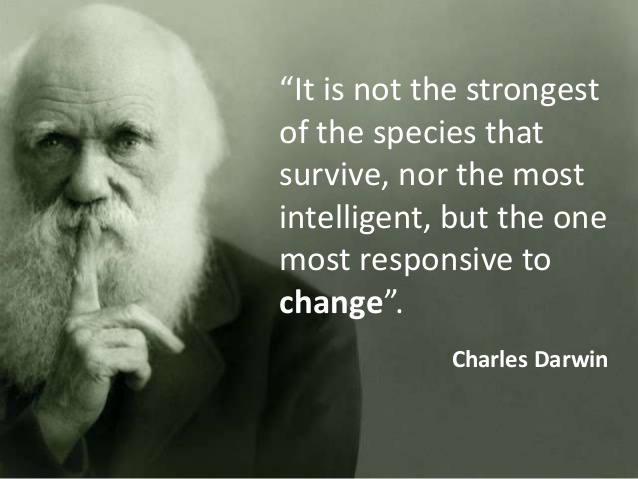 “It is not the strongest
of the species that
survive, nor the most
intelligent, but the one
most responsive to
change”.
Charles Darwin